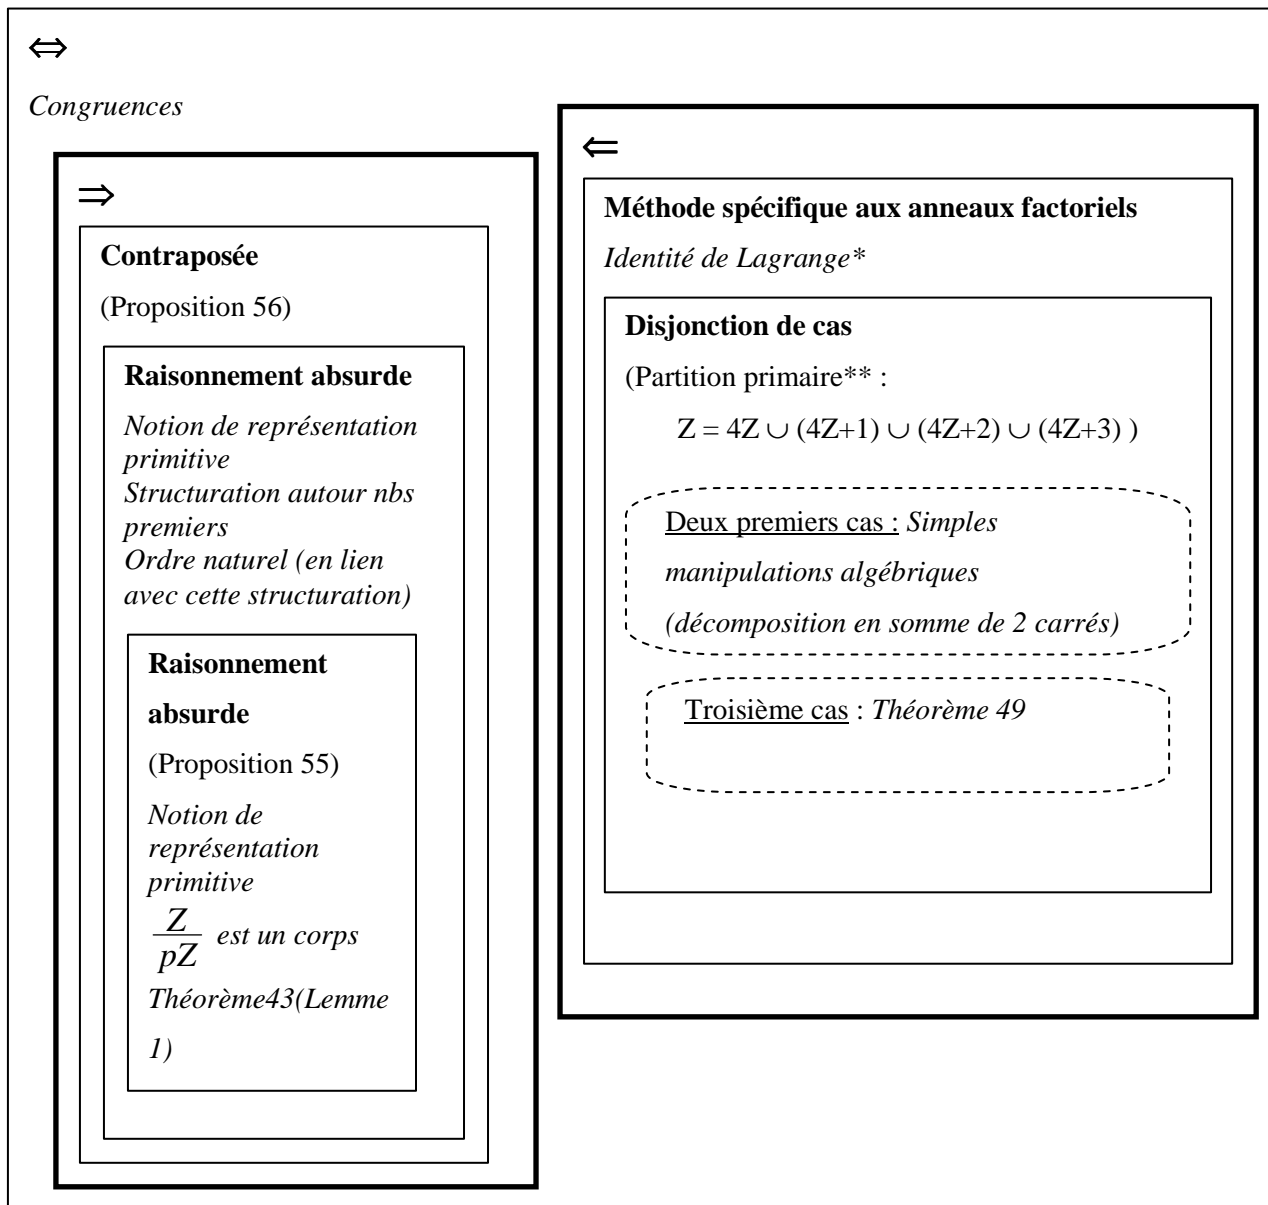 ⇔
Congruences
⇒
Contraposée
(Proposition 56)
Raisonnement absurde
Notion de représentation
primitive
Structuration autour nbs
premiers
Ordre naturel (en lien
avec cette structuration)
Raisonnement
absurde
(Proposition 55)
Notion de
représentation
primitive
Z/pZ est un corps
Théorème43(Lemme
1)
⇐
Méthode spécifique aux anneaux factoriels
Identité de Lagrange*
Disjonction de cas
(Partition primaire** :
Z = 4Z ∪ (4Z+1) ∪ (4Z+2) ∪ (4Z+3) )
Deux premiers cas : Simples
manipulations algébriques
(décomposition en somme de 2 carrés)
Troisième cas : Théorème 49